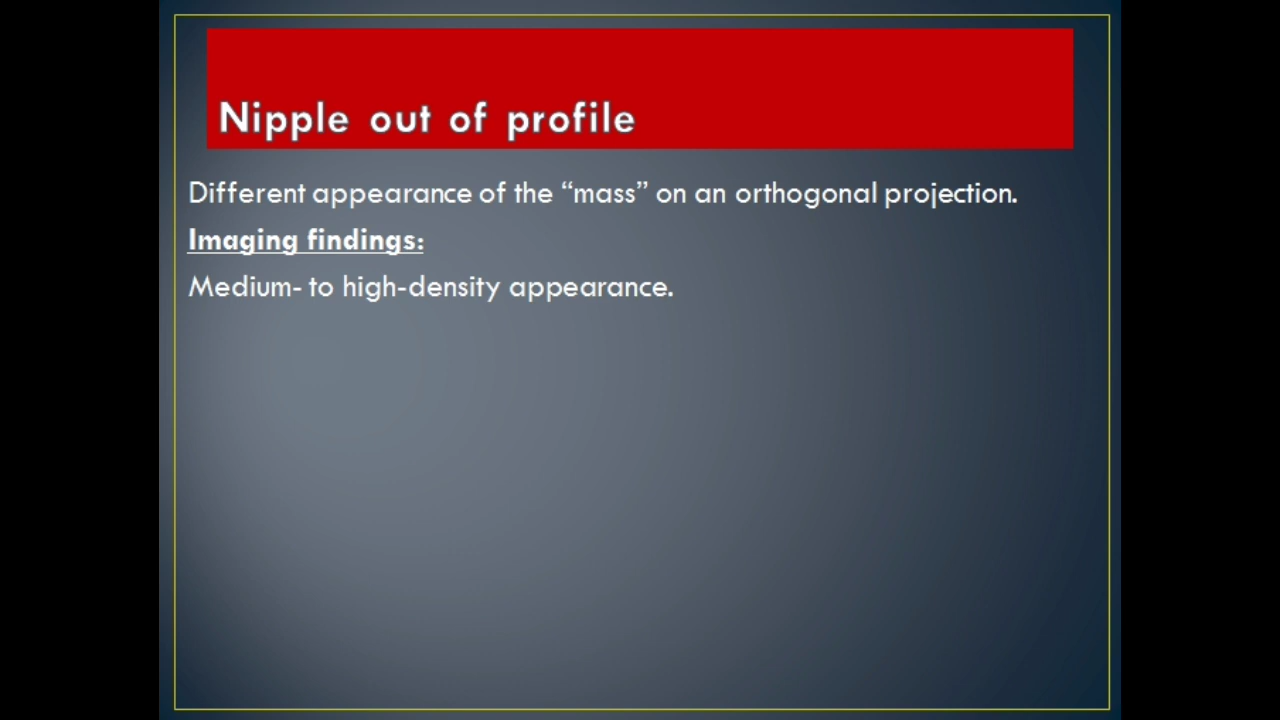 Nipple out of profile
Different appearance of the “mass” on an orthogonal projection.
Imaging findings:
Medium- to high-density appearance.